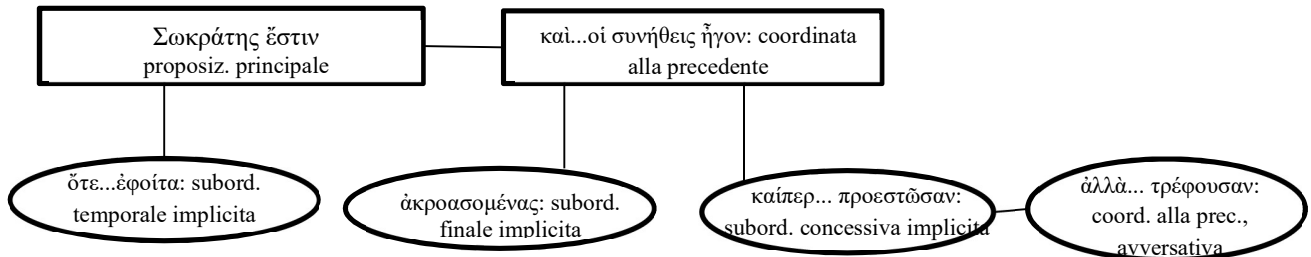 Σωκράτης ἔστιν
proposiz. principale
καὶ...οἱ συνήθεις ἦγον: coordinata
alla precedente
ὅτε...ἐφοίτα: subord.
temporale implicita
ἀκροασομένας: subord.
finale implicita
καίπερ... προεστῶσαν:
subord. concessiva implicita
ἀλλὰ... τρέφουσαν:
coord. alla prec.,
avversativa